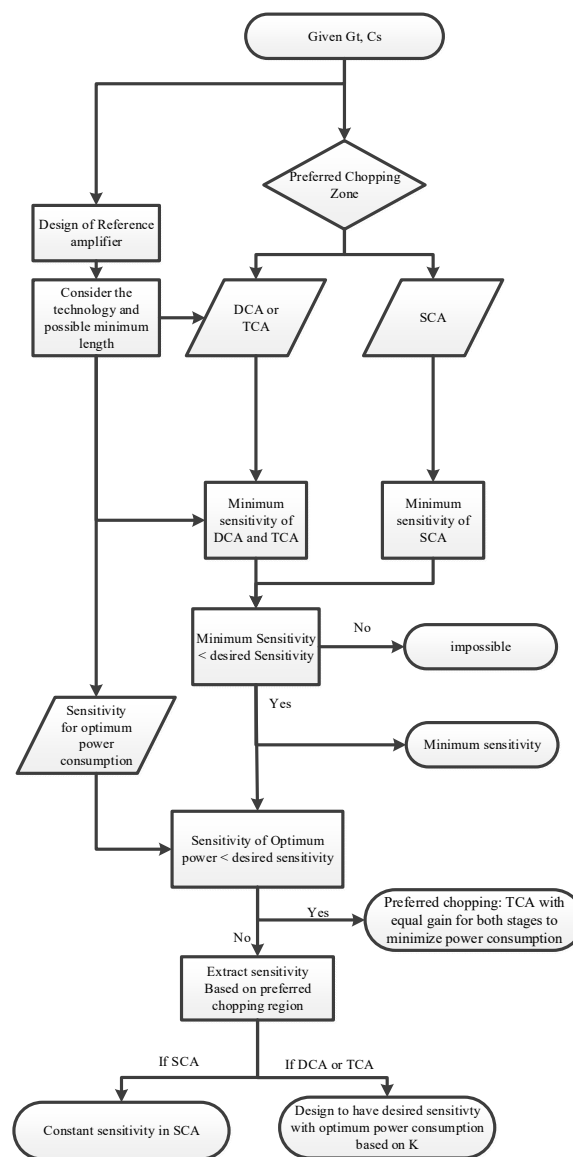 Given Gt, Cs
Preferred Chopping
Zone
Design of Reference
amplifier
Consider the
technology and
possible minimum
length
DCA or
TCA
SCA
Minimum
sensitivity of
DCA and TCA
Minimum
sensitivity of
SCA
Minimum Sensitivity
< desired Sensitivity
No
impossible
Yes
Minimum sensitivity
Sensitivity
for optimum
power
consumption
Sensitivity of Optimum
power < desired sensitivity
Yes
Preferred chopping: TCA with
equal gain for both stages to
minimize power consumption
No
Extract sensitivity
Based on preferred
chopping region
If SCA
If DCA or TCA
Constant sensitivity in SCA
Design to have desired sensitivty
with optimum power consumption
based on K